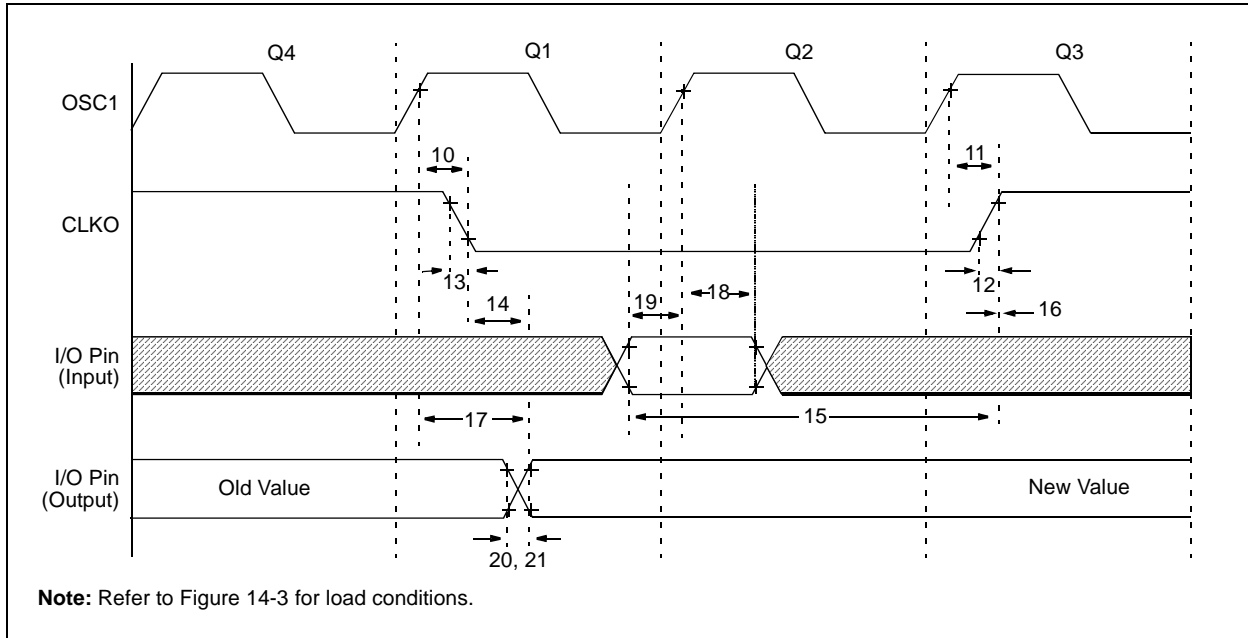 Q4 Q1 Q2 Q3
OSC1
10 11
CLKO
13 12
14 19 18 16
I/O Pin
(Input)
17 15
I/O Pin
(Output)
Old Value New Value
20, 21
Note: Refer to Figure 14-3 for load conditions.